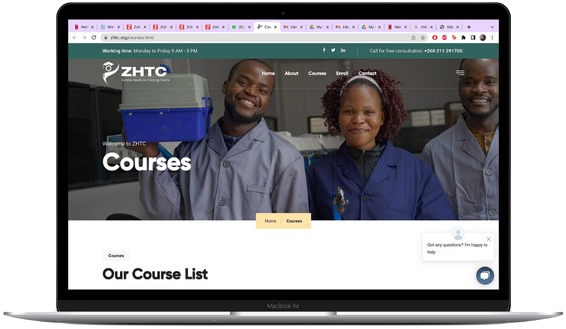 zhtc.org/courses.html
Working time: Monday to Friday 9 AM - 5 PM
Call for free consultation: +260 211 291700
ZHTC
Home About Courses Enroll Contact
Welcome to ZHTC
Courses
Home Courses
Got any questions? I'm happy to
help.
Courses
Our Course List
MacBook Air